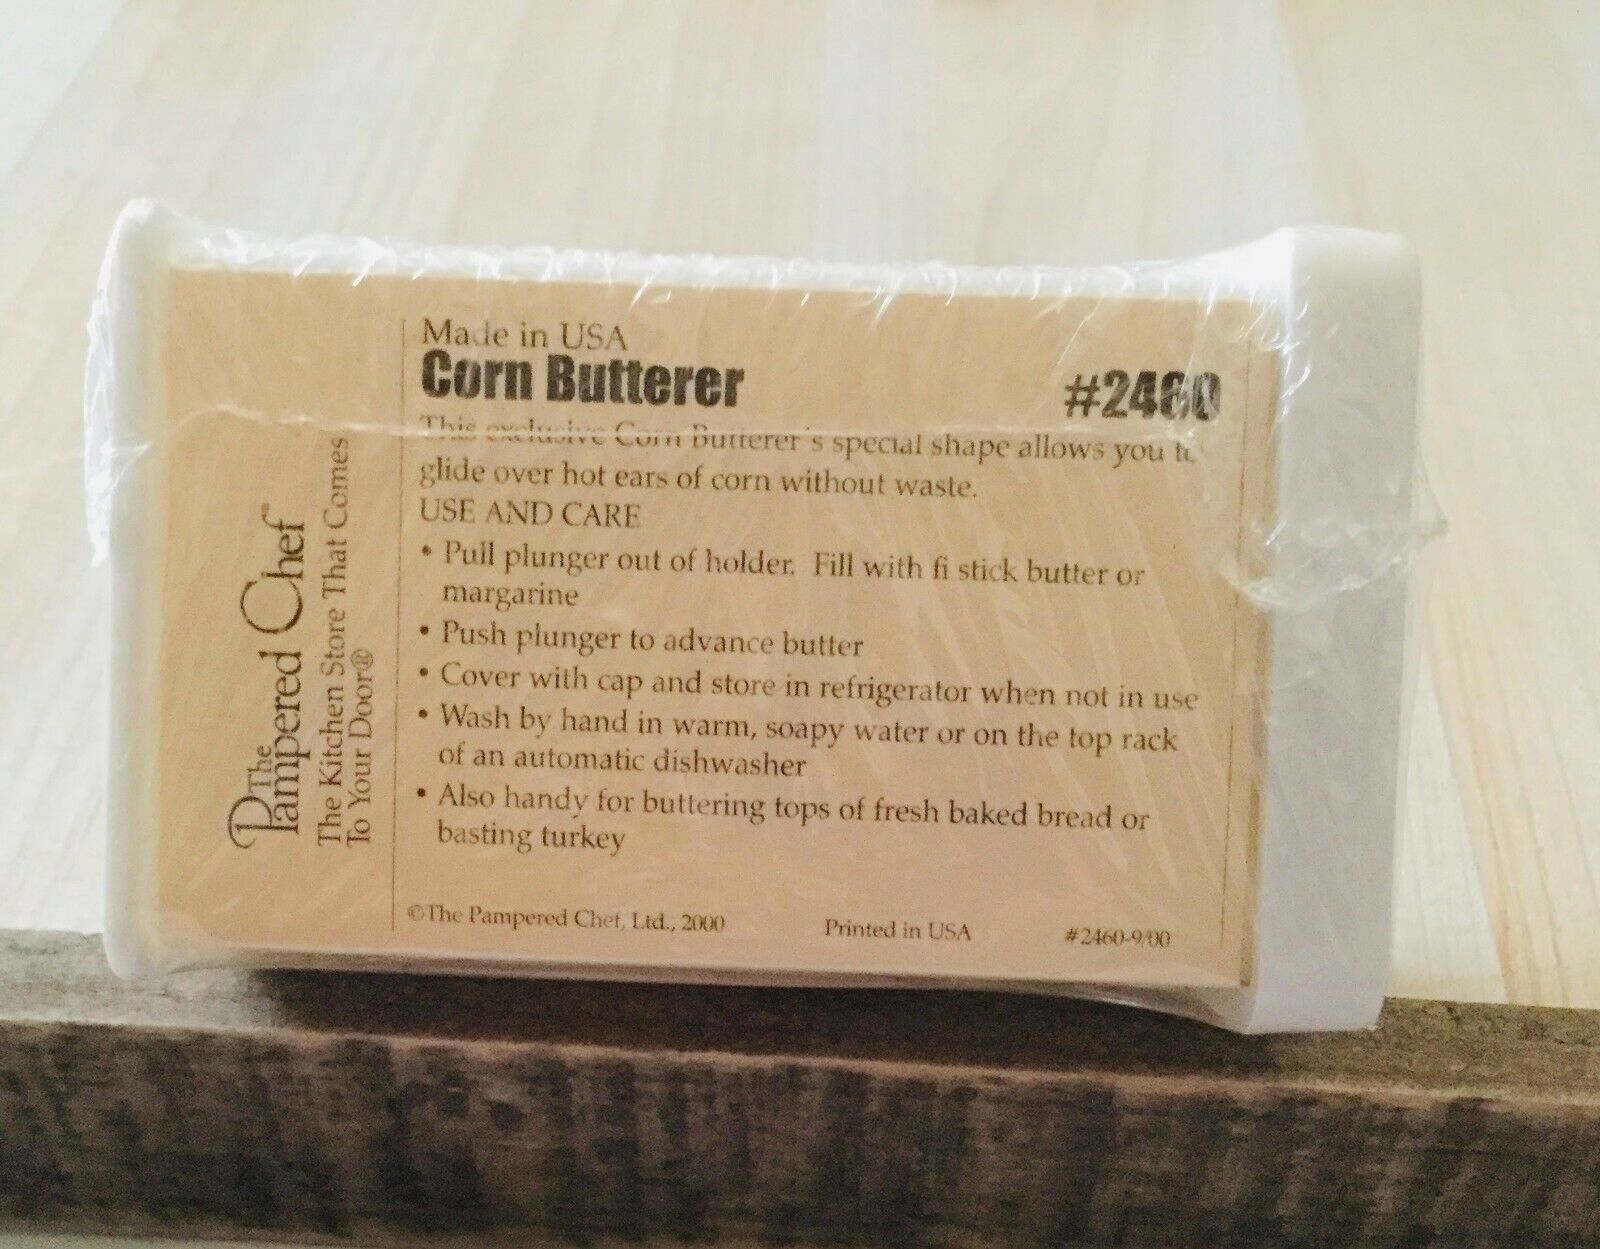 The
Pampered Chef
The Kitchen Store That Comes
To Your Door®
Made in USA
Corn Butterer #2460
This exclusive Corn Butterer's special shape allows you to
glide over hot ears of corn without waste.
USE AND CARE
• Pull plunger out of holder. Fill with fi stick butter or
margarine
• Push plunger to advance butter
• Cover with cap and store in refrigerator when not in use
• Wash by hand in warm, soapy water or on the top rack
of an automatic dishwasher
• Also handy for buttering tops of fresh baked bread or
basting turkey
©The Pampered Chef, Ltd., 2000 Printed in USA #2460-9/00